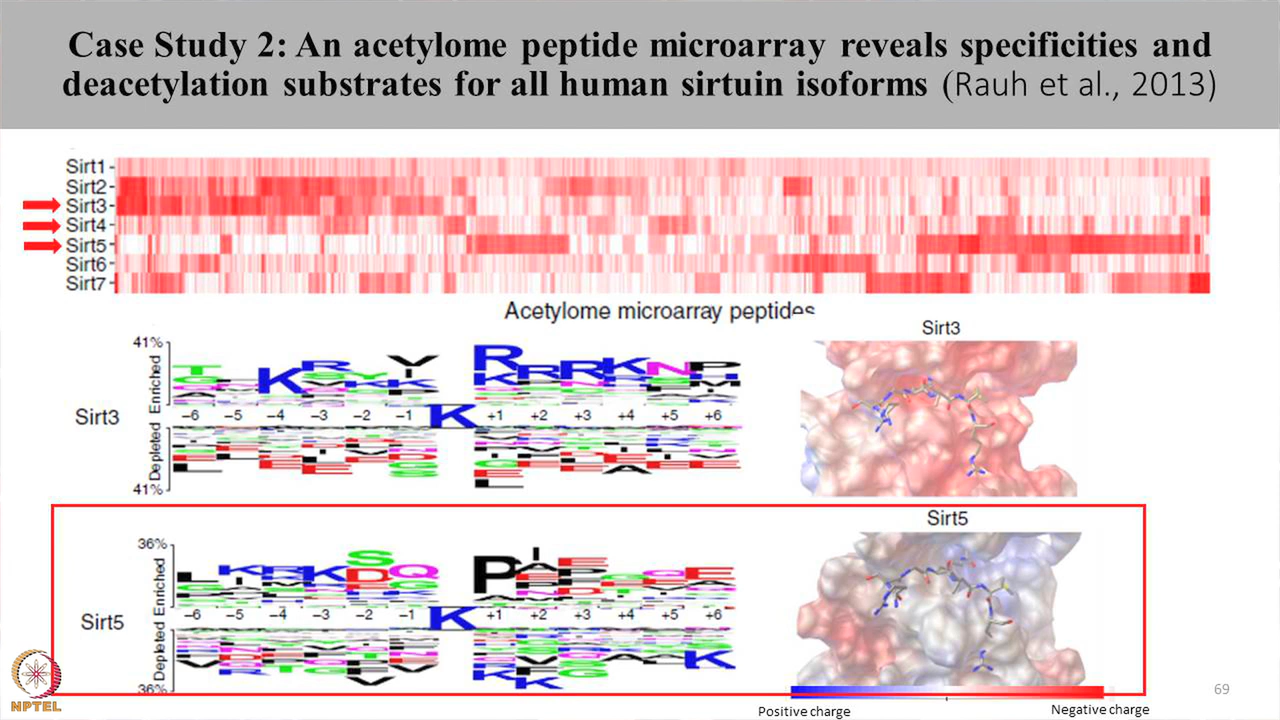 Case Study 2: An acetylome peptide microarray reveals specificities and
deacetylation substrates for all human sirtuin isoforms (Rauh et al., 2013)
Sirt1
Sirt2
Sirt3
Sirt4
Sirt5
Sirt6
Sirt7
Acetylome microarray peptides
Sirt3
41%
Enriched
Sirt3
−6 −5 −4 −3 −2 −1 K +1 +2 +3 +4 +5 +6
Depleted
41%
Sirt5
36%
Enriched
Sirt5
−6 −5 −4 −3 −2 −1 K +1 +2 +3 +4 +5 +6
Depleted
36%
NPTEL
69
Positive charge
Negative charge